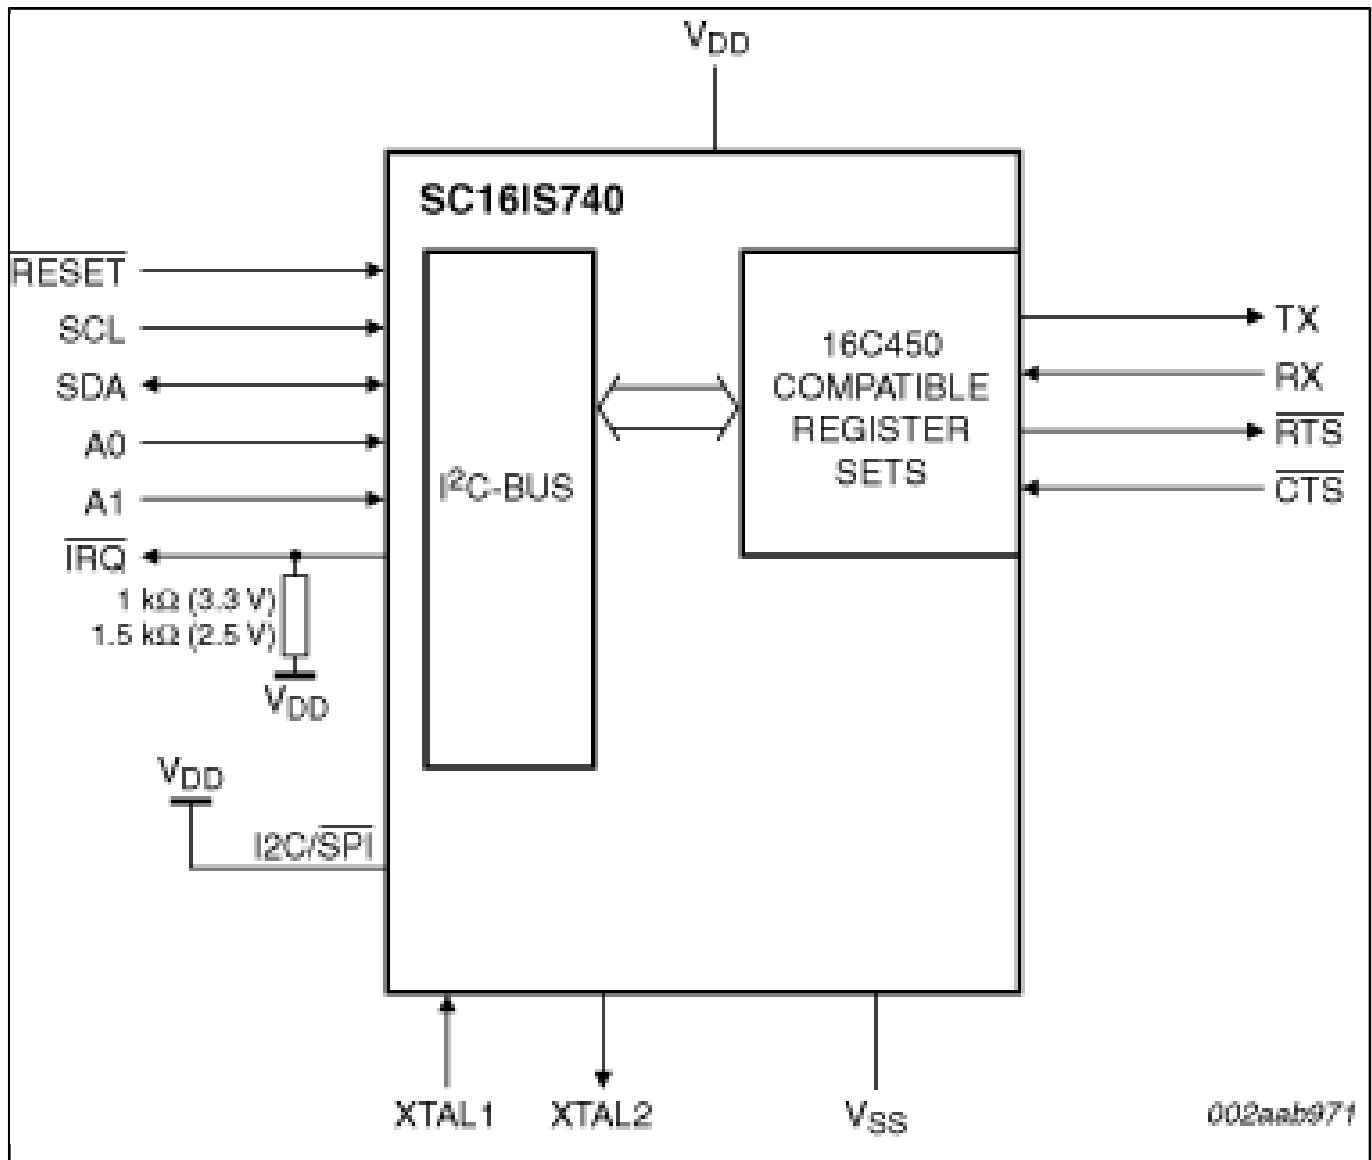 VDD
SC16IS740
RESET
SCL
SDA
A0
A1
IRQ
1 kΩ (3.3 V)
1.5 kΩ (2.5 V)
VDD
VDD
I2C/SPI
I²C-BUS
16C450
COMPATIBLE
REGISTER
SETS
TX
RX
RTS
CTS
XTAL1
XTAL2
VSS
002aab971